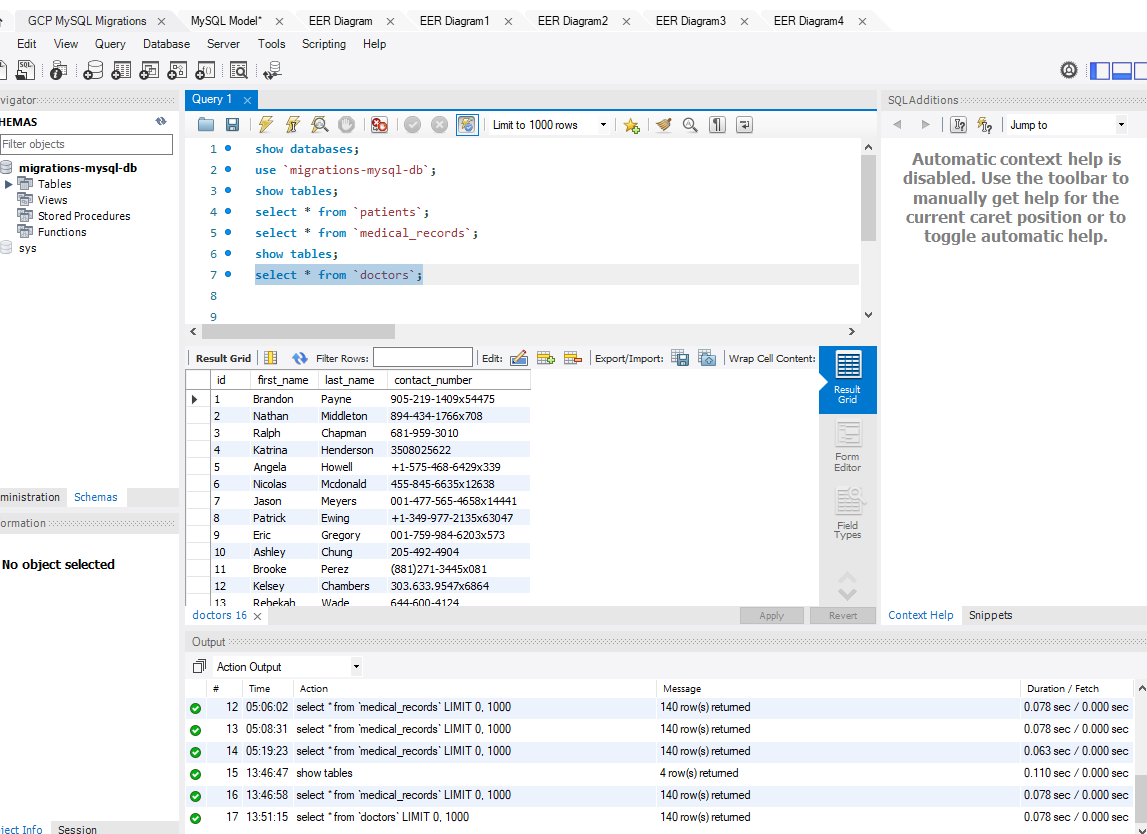 GCP MySQL Migrations
MySQL Model*
EER Diagram
EER Diagram1
EER Diagram2
EER Diagram3
EER Diagram4
Edit View Query Database Server Tools Scripting Help
vigator
HEMAS
Filter objects
migrations-mysql-db
Tables
Views
Stored Procedures
Functions
sys
ministration Schemas
ormation
No object selected
ject Info Session
Query 1
Limit to 1000 rows
1 show databases;
2 use `migrations-mysql-db`;
3 show tables;
4 select * from `patients`;
5 select * from `medical_records`;
6 show tables;
7 select * from `doctors`;
8
9
Result Grid Filter Rows: Edit: Export/Import: Wrap Cell Content:
id first_name last_name contact_number
1 Brandon Payne 905-219-1409x54475
2 Nathan Middleton 894-434-1766x708
3 Ralph Chapman 681-959-3010
4 Katrina Henderson 3508025622
5 Angela Howell +1-575-468-6429x339
6 Nicolas Mcdonald 455-845-6635x12638
7 Jason Meyers 001-477-565-4658x14441
8 Patrick Ewing +1-349-977-2135x63047
9 Eric Gregory 001-759-984-6203x573
10 Ashley Chung 205-492-4904
11 Brooke Perez (881)271-3445x081
12 Kelsey Chambers 303.633.9547x6864
13 Rebekah Wade 644-600-4124
Result
Grid
Form
Editor
Field
Types
doctors 16
Apply Revert
SQLAdditions
Jump to
Automatic context help is
disabled. Use the toolbar to
manually get help for the
current caret position or to
toggle automatic help.
Context Help Snippets
Output
Action Output
# Time Action Message Duration / Fetch
12 05:06:02 select * from `medical_records` LIMIT 0, 1000 140 row(s) returned 0.078 sec / 0.000 sec
13 05:08:31 select * from `medical_records` LIMIT 0, 1000 140 row(s) returned 0.078 sec / 0.000 sec
14 05:19:23 select * from `medical_records` LIMIT 0, 1000 140 row(s) returned 0.063 sec / 0.000 sec
15 13:46:47 show tables 4 row(s) returned 0.110 sec / 0.000 sec
16 13:46:58 select * from `medical_records` LIMIT 0, 1000 140 row(s) returned 0.078 sec / 0.000 sec
17 13:51:15 select * from `doctors` LIMIT 0, 1000 140 row(s) returned 0.078 sec / 0.000 sec